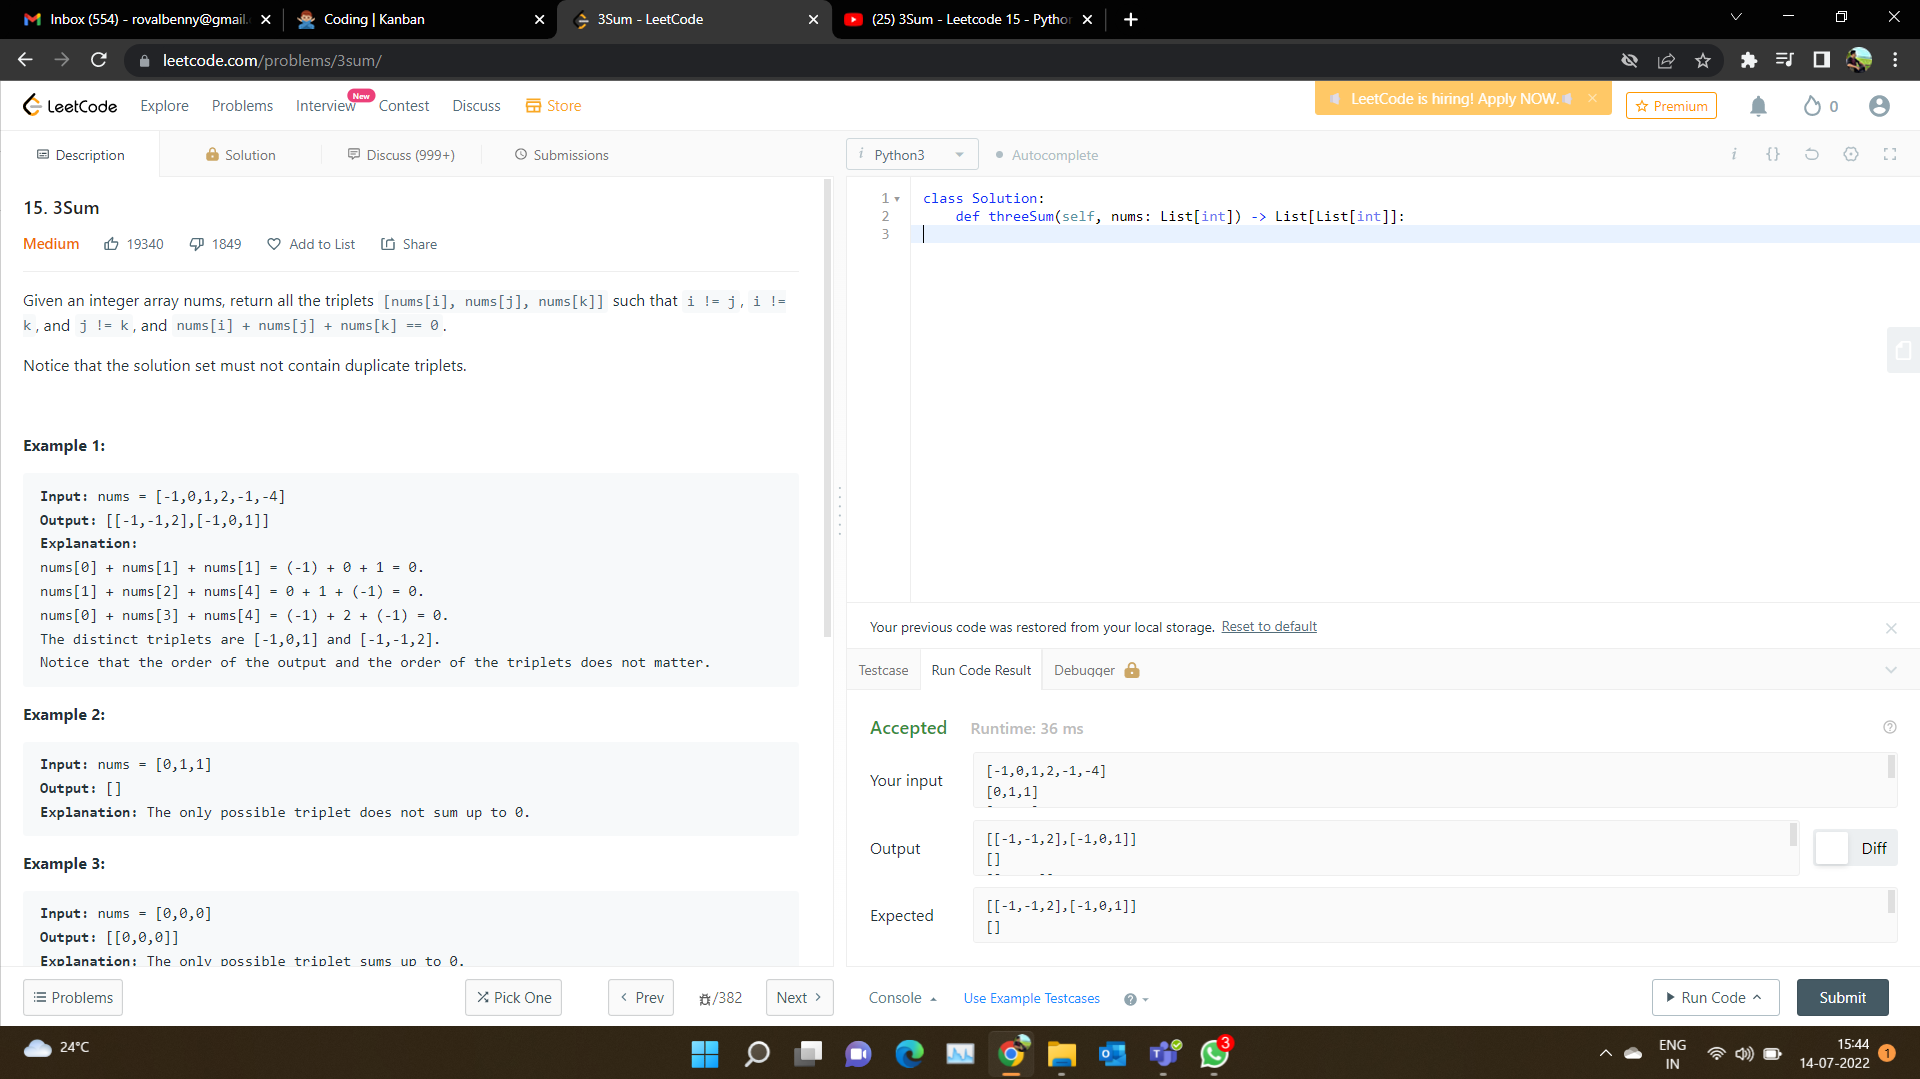 Inbox (554) - rovalbenny@gmail.
Coding | Kanban
3Sum - LeetCode
(25) 3Sum - Leetcode 15 - Pytho
leetcode.com/problems/3sum/
LeetCode
Explore
Problems
Interview
New
Contest
Discuss
Store
LeetCode is hiring! Apply NOW.
Premium
0
Description
Solution
Discuss (999+)
Submissions
15. 3Sum
Medium
19340
1849
Add to List
Share
Given an integer array nums, return all the triplets [nums[i], nums[j], nums[k]] such that i != j, i !=
k, and j != k, and nums[i] + nums[j] + nums[k] == 0.
Notice that the solution set must not contain duplicate triplets.
Example 1:
Input: nums = [-1,0,1,2,-1,-4]
Output: [[-1,-1,2],[-1,0,1]]
Explanation:
nums[0] + nums[1] + nums[1] = (-1) + 0 + 1 = 0.
nums[1] + nums[2] + nums[4] = 0 + 1 + (-1) = 0.
nums[0] + nums[3] + nums[4] = (-1) + 2 + (-1) = 0.
The distinct triplets are [-1,0,1] and [-1,-1,2].
Notice that the order of the output and the order of the triplets does not matter.
Example 2:
Input: nums = [0,1,1]
Output: []
Explanation: The only possible triplet does not sum up to 0.
Example 3:
Input: nums = [0,0,0]
Output: [[0,0,0]]
Explanation: The only possible triplet sums up to 0.
Problems
Pick One
Prev
/382
Next
i Python3
Autocomplete
i {}
1 class Solution:
2 def threeSum(self, nums: List[int]) -> List[List[int]]:
3
Your previous code was restored from your local storage. Reset to default
Testcase
Run Code Result
Debugger
Accepted
Runtime: 36 ms
Your input
[-1,0,1,2,-1,-4]
[0,1,1]
Output
[[-1,-1,2],[-1,0,1]]
[]
Diff
Expected
[[-1,-1,2],[-1,0,1]]
[]
Console
Use Example Testcases
Run Code
Submit
24°C
3
ENG
IN
15:44
14-07-2022
1